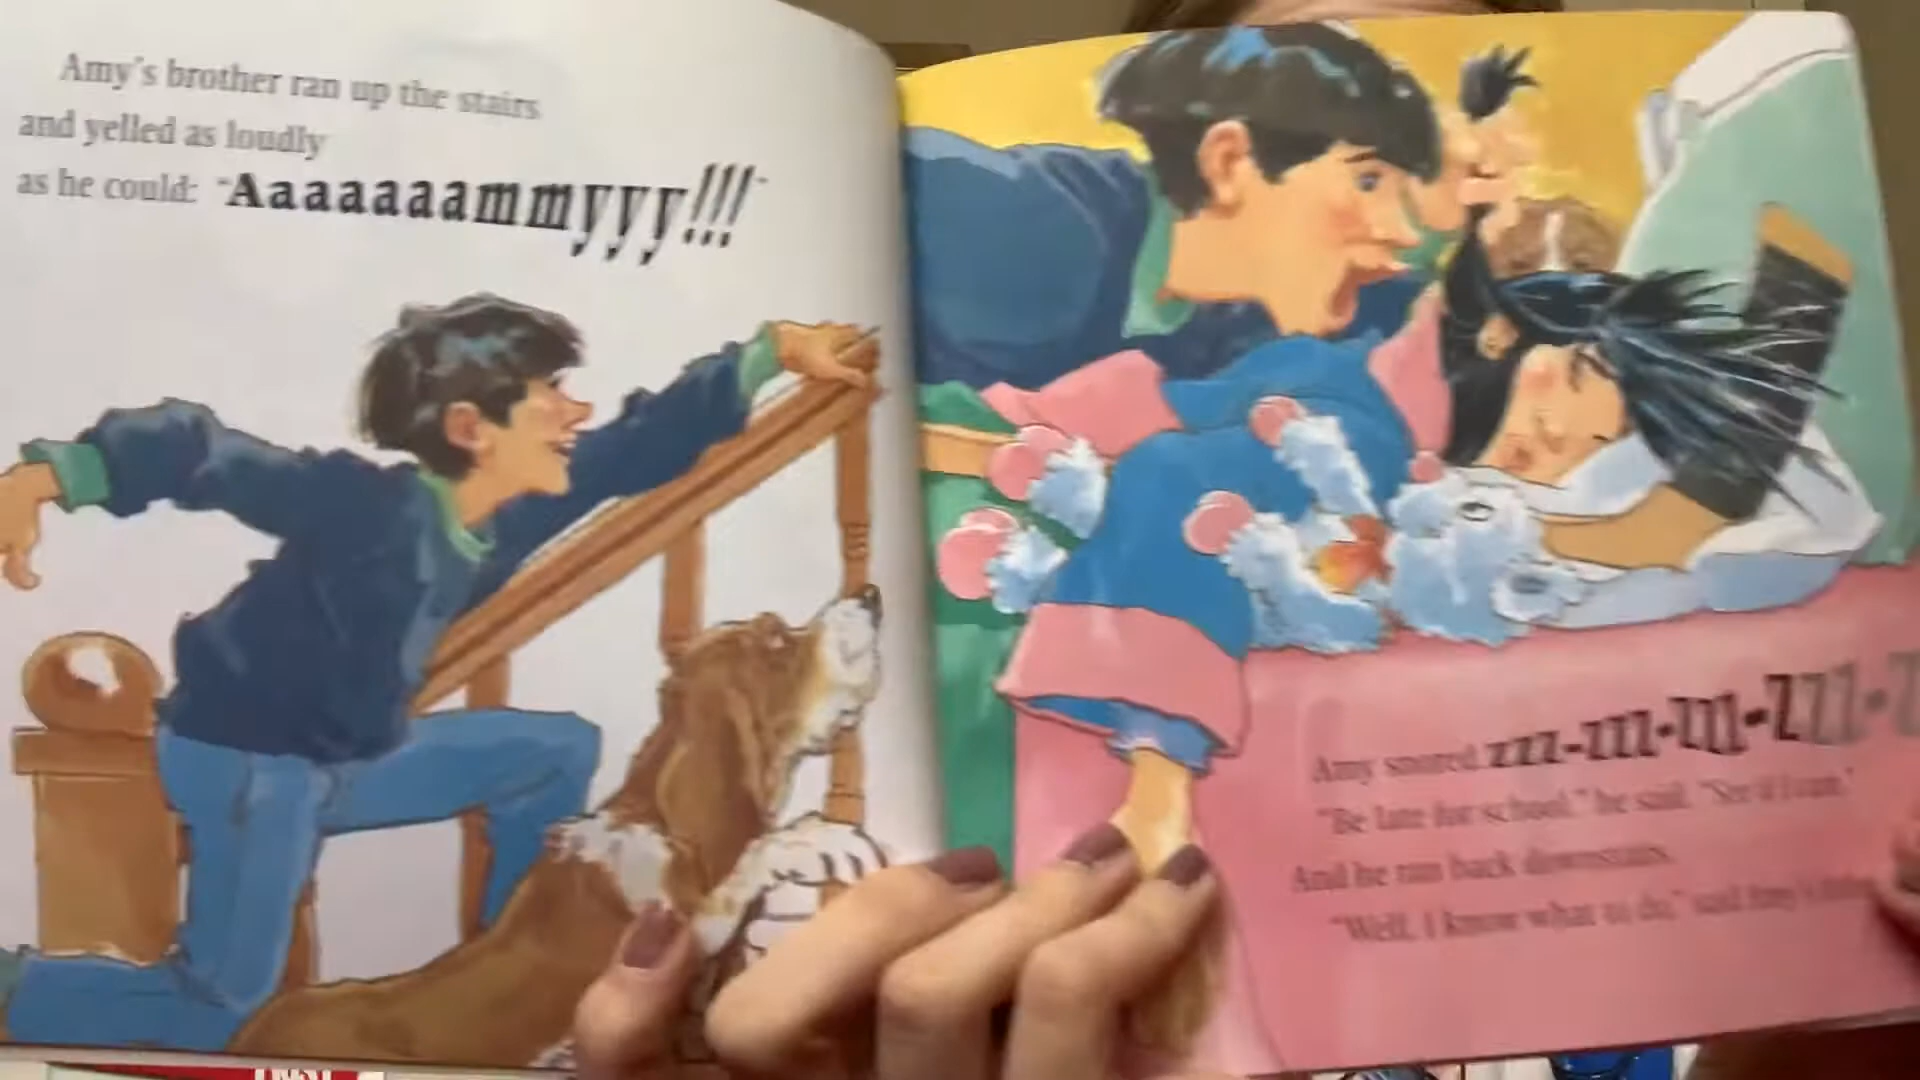 Amy's brother ran up the stairs
and yelled as loudly
as he could: "Aaaaaaammyyy!!!"
Amy snored zzz-zzz-zzz-zzz-z
"Be late for school," he said. "See if I care."
And he ran back downstairs.
"Well, I know what to do," said Amy's